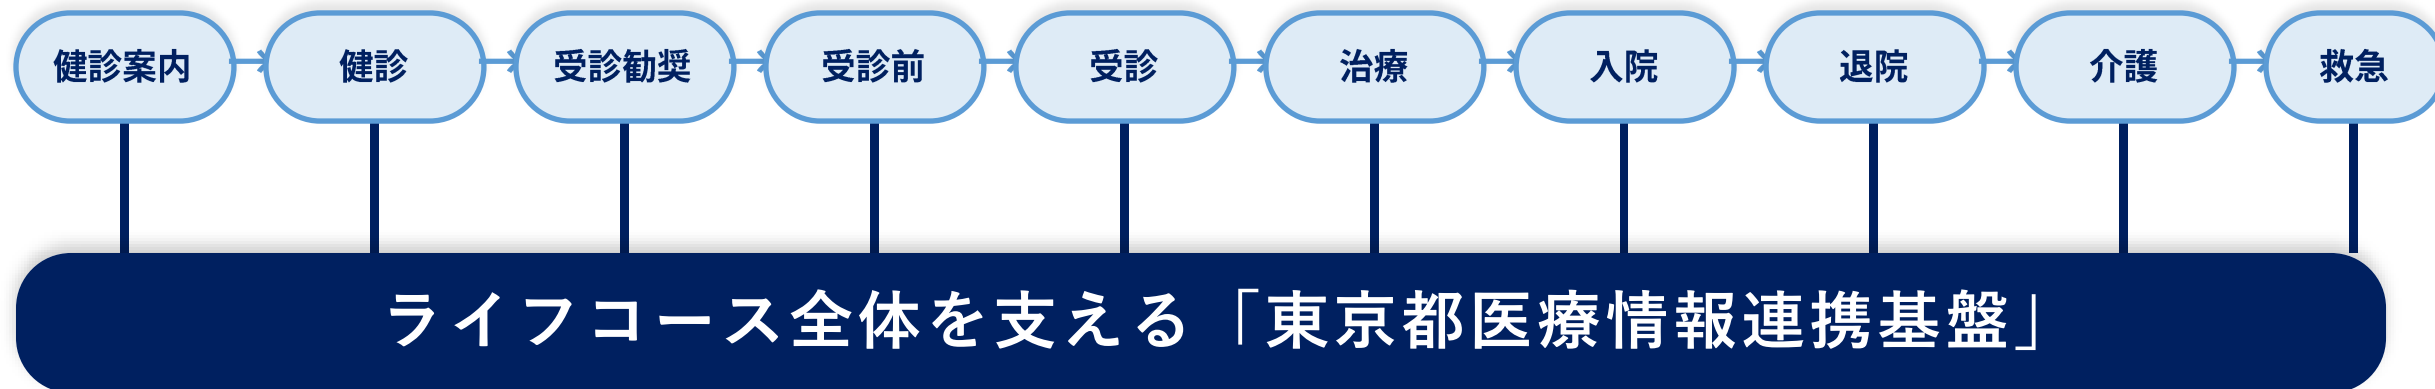 健診案内 健診 受診勧奨 受診前 受診 治療 入院 退院 介護 救急
ライフコース全体を支える「東京都医療情報連携基盤」